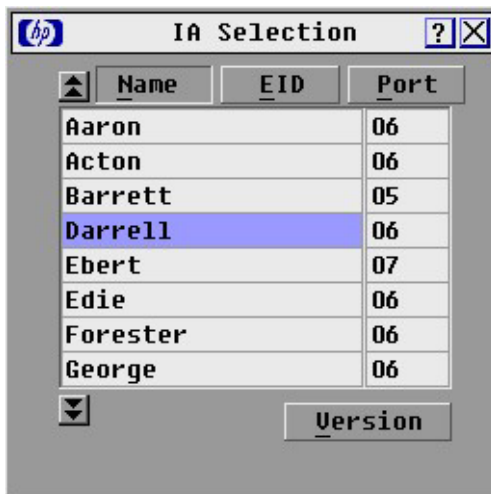 hp IA Selection ? X
Name EID Port
Aaron 06
Acton 06
Barrett 05
Darrell 06
Ebert 07
Edie 06
Forester 06
George 06
Version